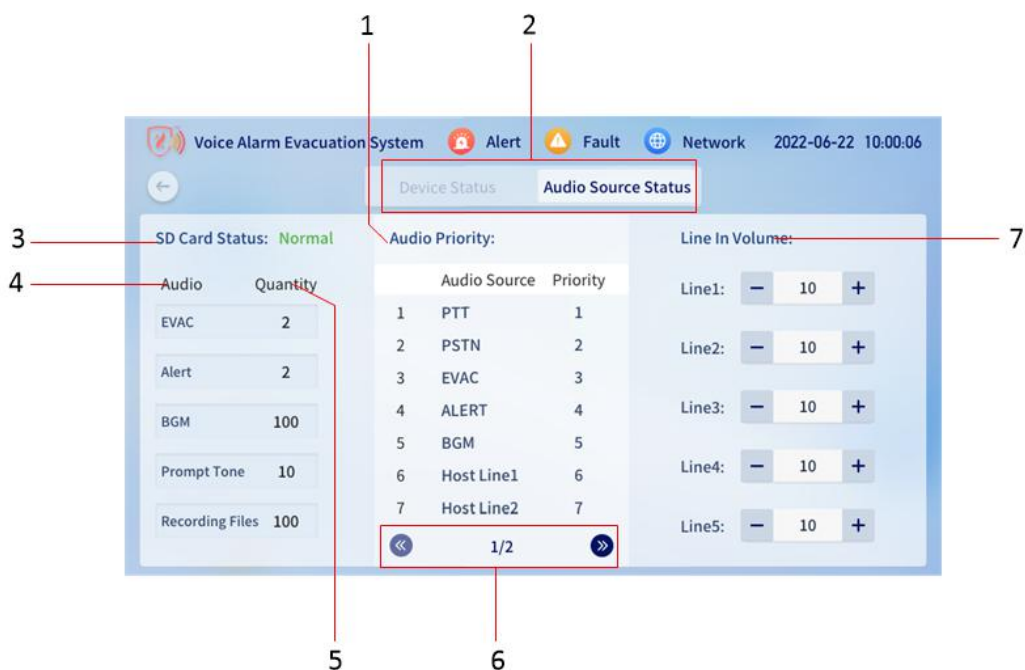 1 2
Voice Alarm Evacuation System Alert Fault Network 2022-06-22 10:00:06
Device Status Audio Source Status
3 SD Card Status: Normal Audio Priority: Line In Volume: 7
4 Audio Quantity Audio Source Priority
Line1: − 10 +
EVAC 2 1 PTT 1
2 PSTN 2 Line2: − 10 +
Alert 2 3 EVAC 3
4 ALERT 4 Line3: − 10 +
BGM 100 5 BGM 5
Prompt Tone 10 6 Host Line1 6 Line4: − 10 +
7 Host Line2 7
Recording Files 100 Line5: − 10 +
1/2
5 6